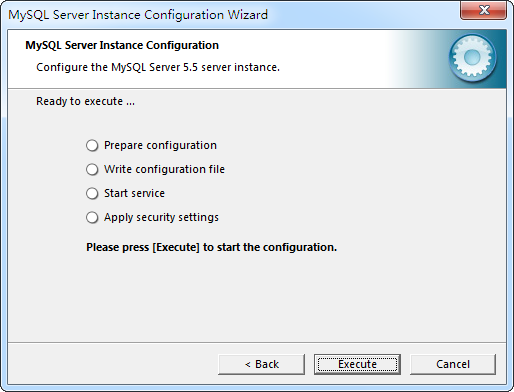 MySQL Server Instance Configuration Wizard
MySQL Server Instance Configuration
Configure the MySQL Server 5.5 server instance.
Ready to execute ...
Prepare configuration
Write configuration file
Start service
Apply security settings
Please press [Execute] to start the configuration.
< Back
Execute
Cancel